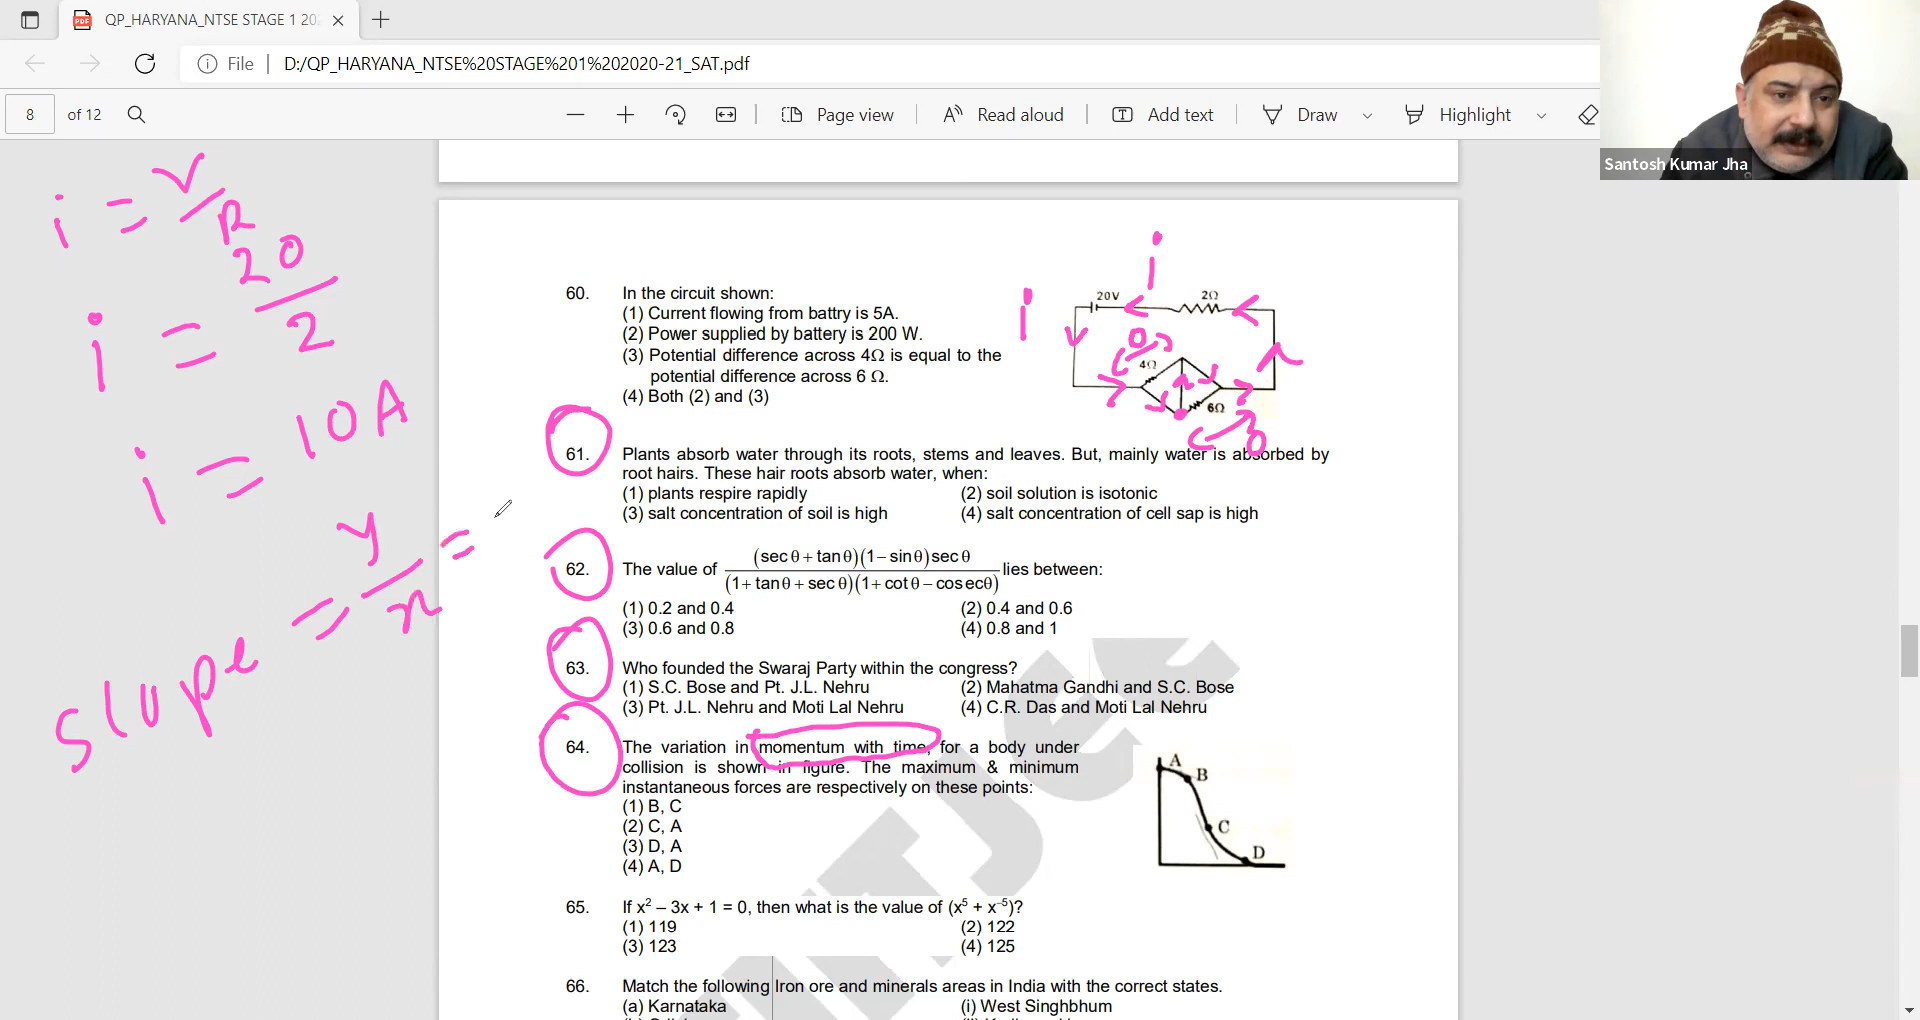 QP_HARYANA_NTSE STAGE 1 20
File D:/QP_HARYANA_NTSE%20STAGE%201%202020-21_SAT.pdf
8 of 12 Page view Read aloud Add text Draw Highlight
Santosh Kumar Jha
i = V/R
i = 20/2
i = 10A
slope = y/x =
60. In the circuit shown:
(1) Current flowing from battry is 5A.
(2) Power supplied by battery is 200 W.
(3) Potential difference across 4Ω is equal to the
potential difference across 6 Ω.
(4) Both (2) and (3)
i
i
20V 2Ω
0
4Ω
6Ω
0
61. Plants absorb water through its roots, stems and leaves. But, mainly water is absorbed by
root hairs. These hair roots absorb water, when:
(1) plants respire rapidly (2) soil solution is isotonic
(3) salt concentration of soil is high (4) salt concentration of cell sap is high
62. The value of (sec θ + tan θ)(1 − sin θ) sec θ / (1 + tan θ + sec θ)(1 + cot θ − cos ecθ) lies between:
(1) 0.2 and 0.4 (2) 0.4 and 0.6
(3) 0.6 and 0.8 (4) 0.8 and 1
63. Who founded the Swaraj Party within the congress?
(1) S.C. Bose and Pt. J.L. Nehru (2) Mahatma Gandhi and S.C. Bose
(3) Pt. J.L. Nehru and Moti Lal Nehru (4) C.R. Das and Moti Lal Nehru
64. The variation in momentum with time, for a body under
collision is shown in figure. The maximum & minimum
instantaneous forces are respectively on these points:
(1) B, C
(2) C, A
(3) D, A
(4) A, D
A
B
C
D
65. If x² – 3x + 1 = 0, then what is the value of (x⁵ + x⁻⁵)?
(1) 119 (2) 122
(3) 123 (4) 125
66. Match the following Iron ore and minerals areas in India with the correct states.
(a) Karnataka (i) West Singhbhum